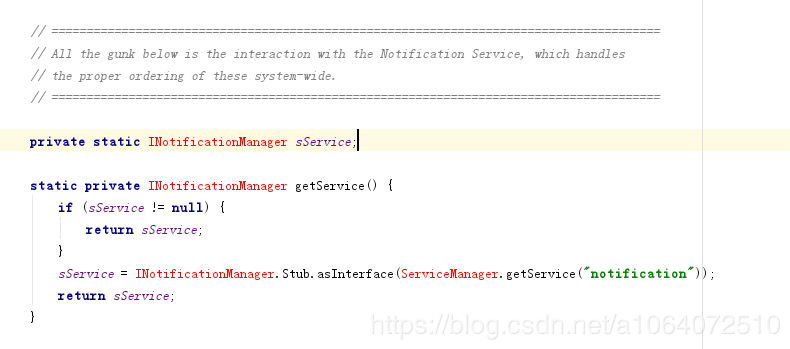 // =======================================================================================
// All the gunk below is the interaction with the Notification Service, which handles
// the proper ordering of these system-wide.
// =======================================================================================
private static INotificationManager sService;
static private INotificationManager getService() {
if (sService != null) {
return sService;
}
sService = INotificationManager.Stub.asInterface(ServiceManager.getService("notification"));
return sService;
}
https://blog.csdn.net/a1064072510